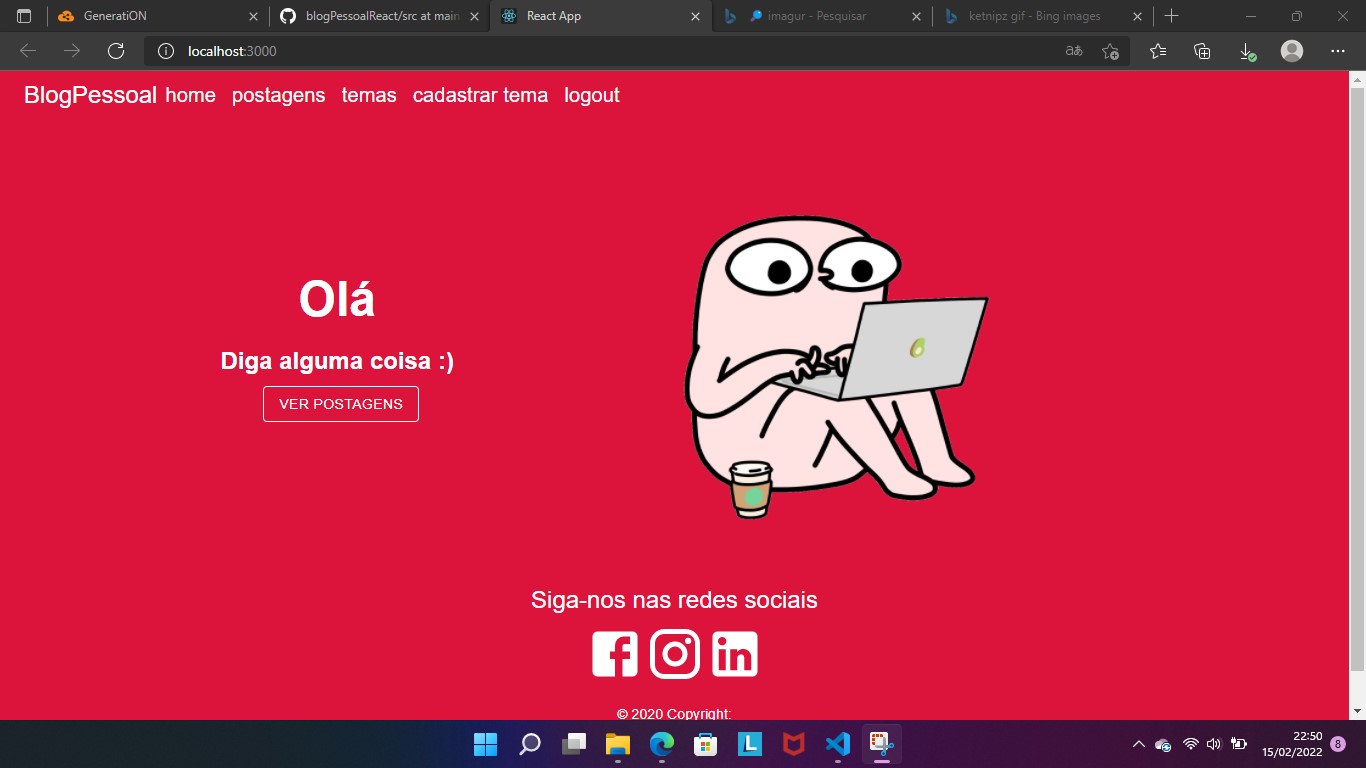 GeneratiON
blogPessoalReact/src at main
React App
imagur - Pesquisar
ketnipz gif - Bing images
localhost:3000
BlogPessoal home postagens temas cadastrar tema logout
Olá
Diga alguma coisa :)
VER POSTAGENS
Siga-nos nas redes sociais
© 2020 Copyright:
22:50
15/02/2022
8